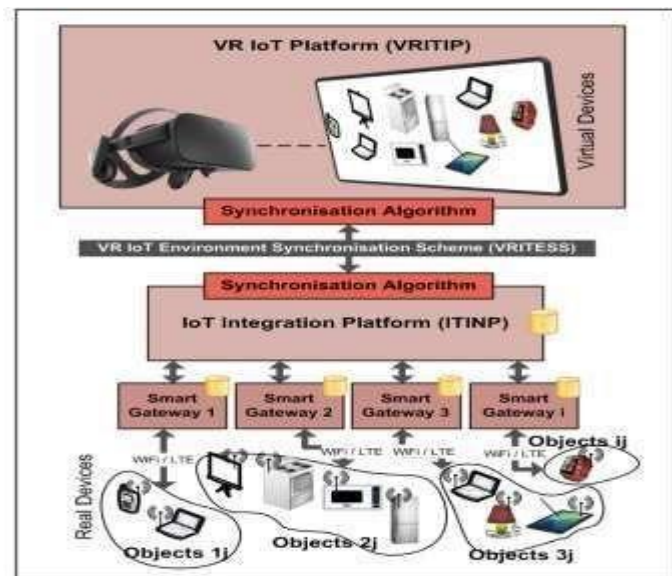 VR IoT Platform (VRITIP)
Virtual Devices
Synchronisation Algorithm
VR IoT Environment Synchronisation Scheme (VRITESS)
Synchronisation Algorithm
IoT Integration Platform (ITINP)
Smart
Gateway 1
Smart
Gateway 2
Smart
Gateway 3
Smart
Gateway i
WiFi / LTE
WiFi / LTE
WiFi / LTE
WiFi / LTE
Objects ij
Real Devices
Objects 1j
Objects 2j
Objects 3j